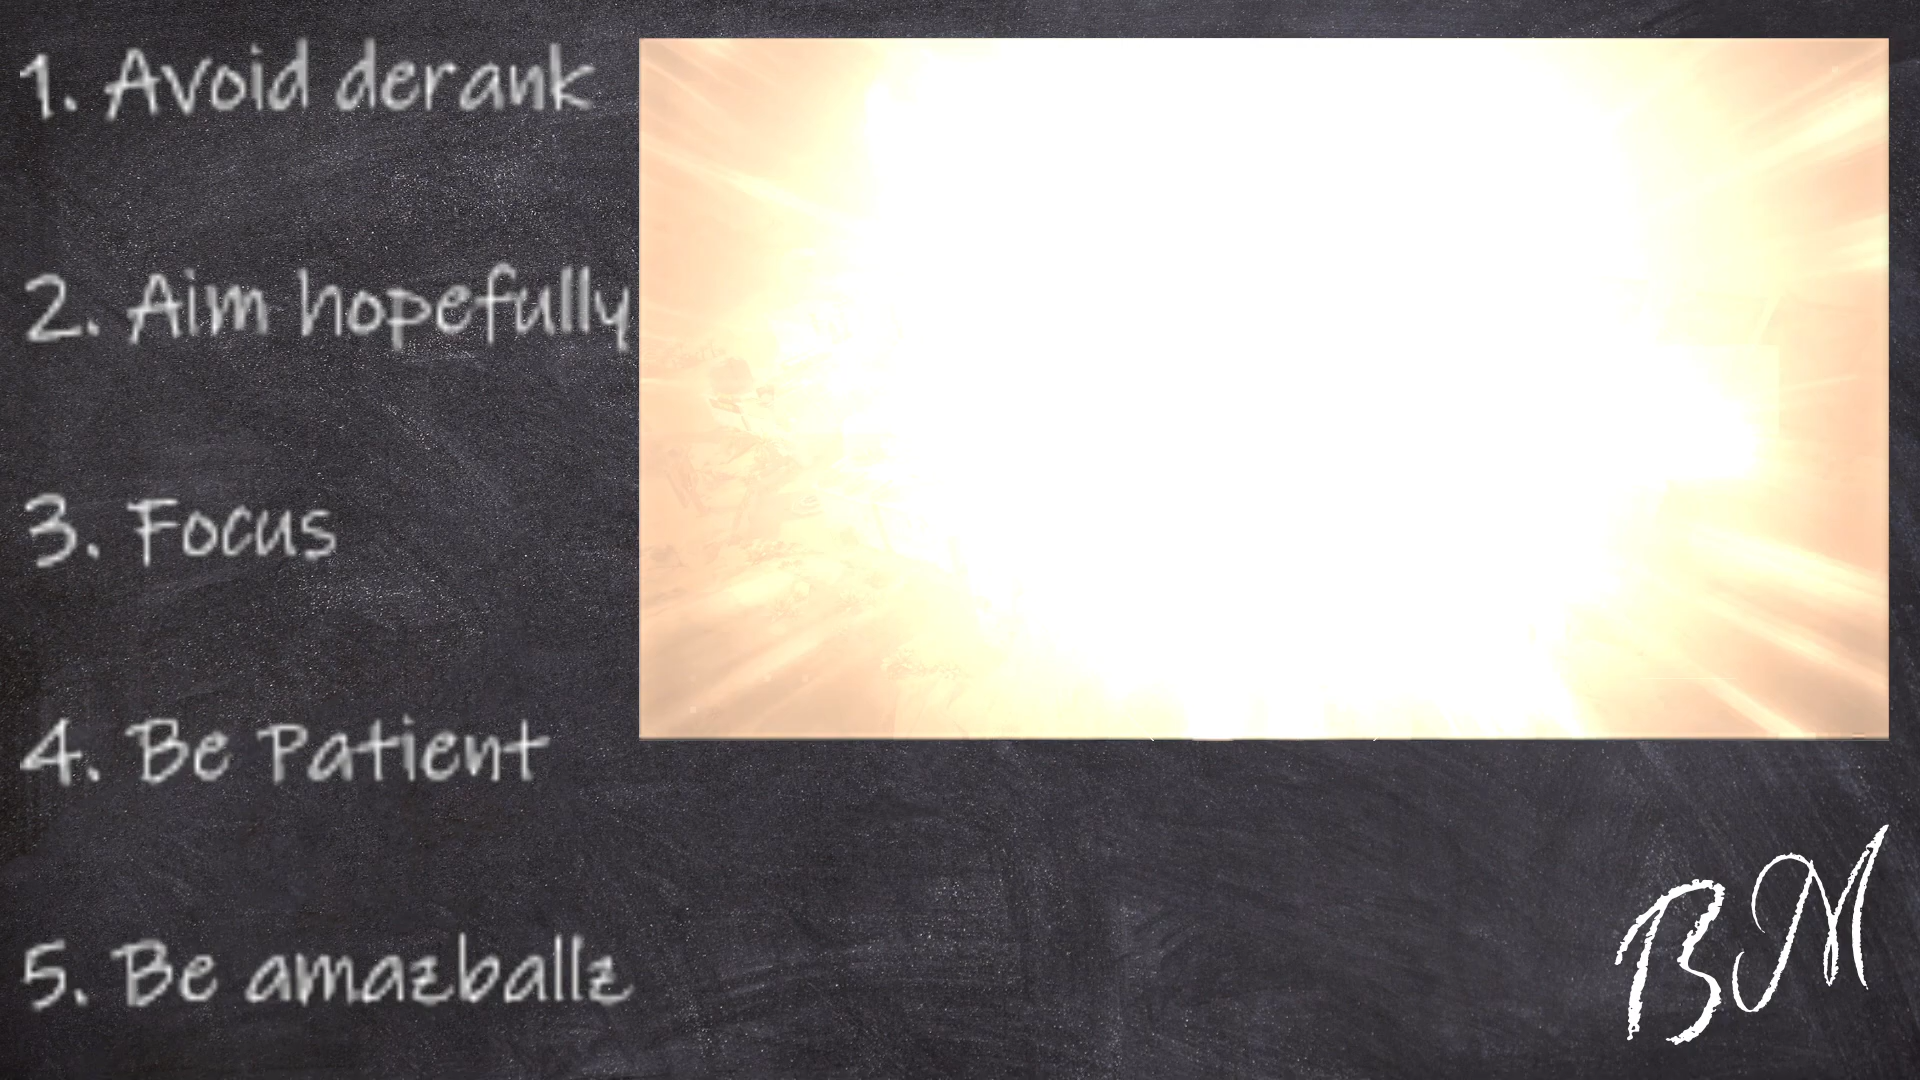 1. Avoid derank
2. Aim hopefully
3. Focus
4. Be Patient
5. Be amazballz
BM